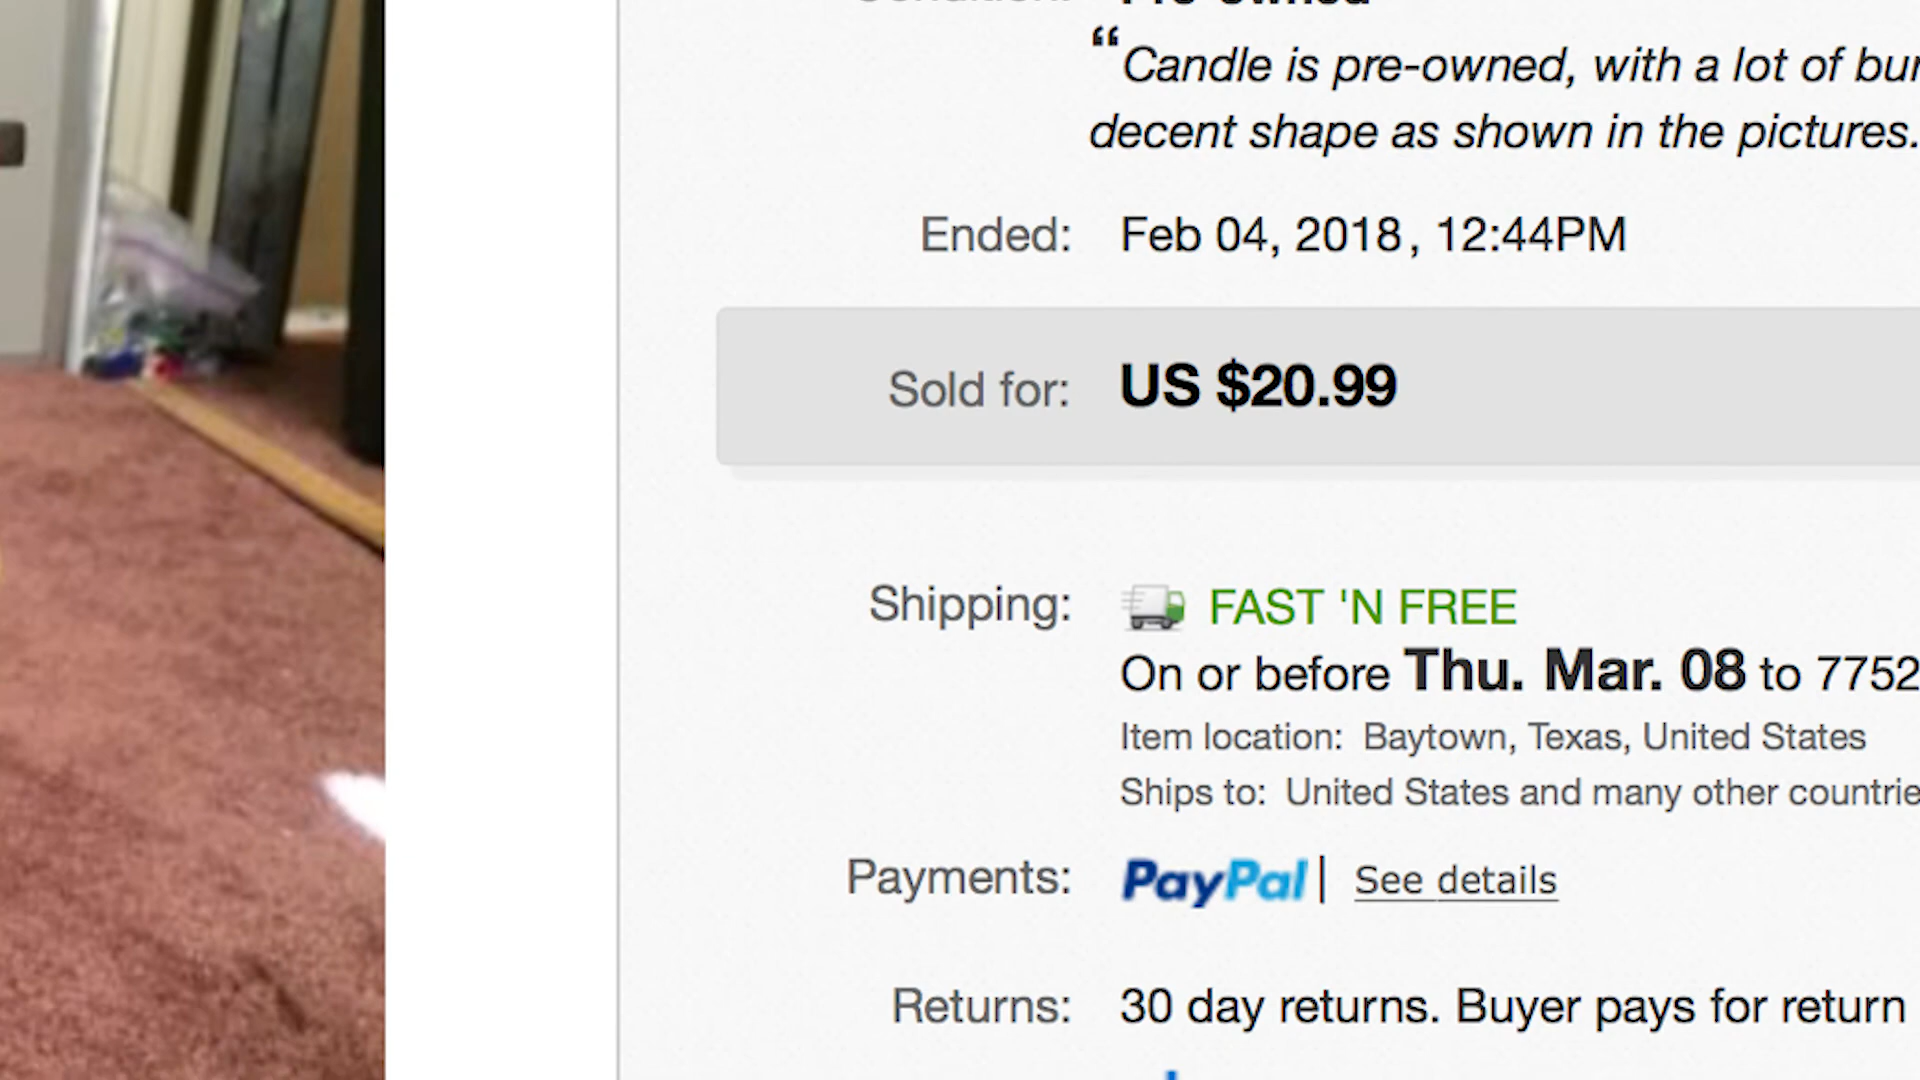 “Candle is pre-owned, with a lot of
decent shape as shown in the pictures.
Ended: Feb 04, 2018, 12:44PM
Sold for: US $20.99
Shipping: FAST 'N FREE
On or before Thu. Mar. 08 to 7752
Item location: Baytown, Texas, United States
Ships to: United States and many other countrie
Payments: PayPal | See details
Returns: 30 day returns. Buyer pays for return